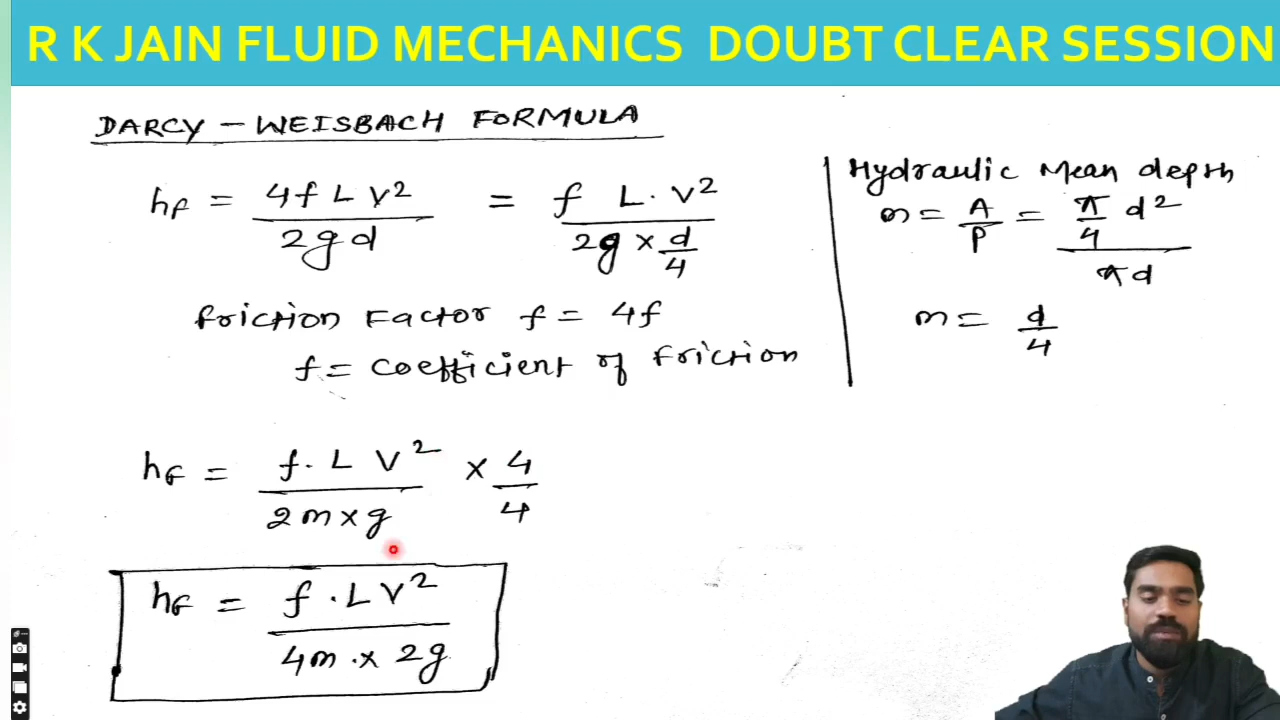 R K JAIN FLUID MECHANICS DOUBT CLEAR SESSION
DARCY - WEISBACH FORMULA
hf = 4f L V² / 2gd = f L. V² / 2g × d/4
friction Factor f = 4f
f = coefficient of friction
hf = f. L V² / 2m×g × 4/4
hf = f . L V² / 4m .× 2g
Hydraulic Mean depth
m = A/P = π/4 d² / πd
m = d/4